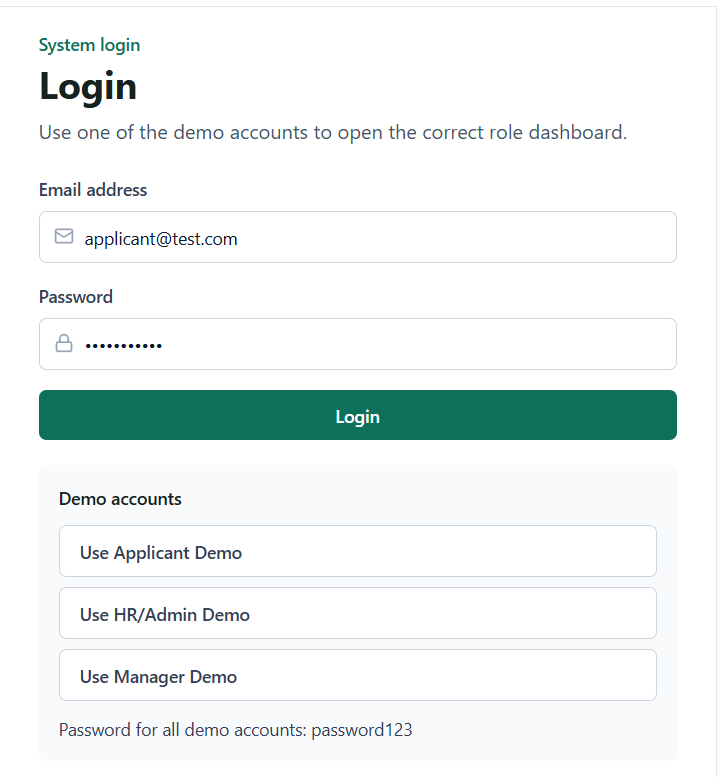 System login
Login
Use one of the demo accounts to open the correct role dashboard.
Email address
applicant@test.com
Password
•••••••••••
Login
Demo accounts
Use Applicant Demo
Use HR/Admin Demo
Use Manager Demo
Password for all demo accounts: password123